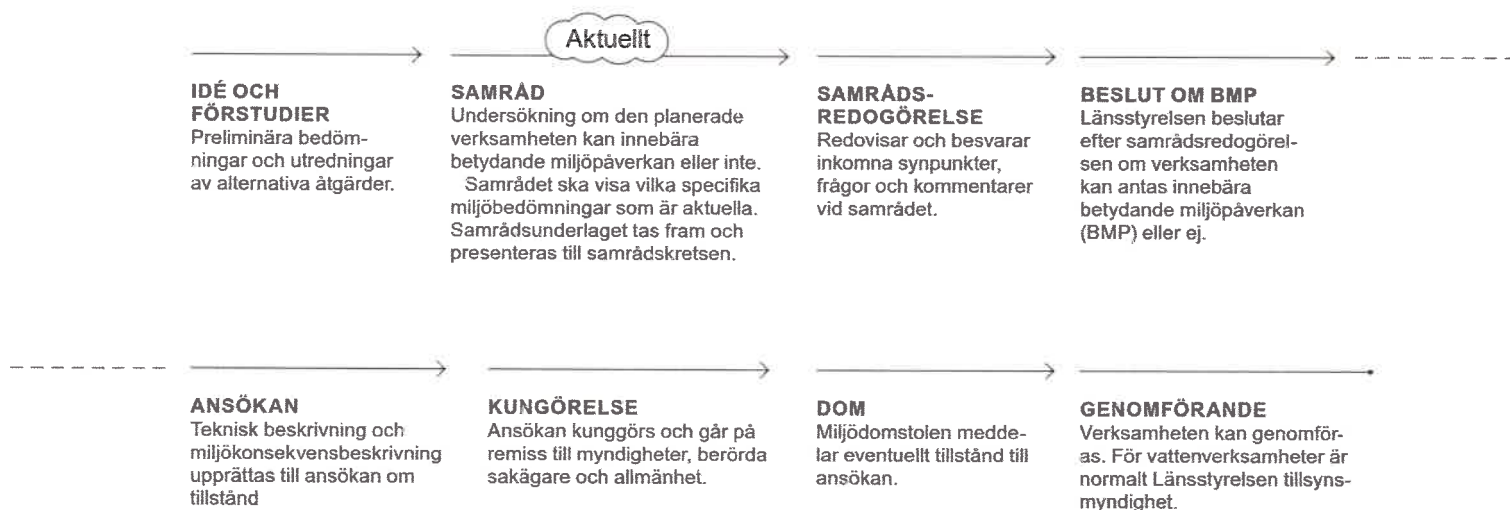 Aktuellt
IDÉ OCH
FÖRSTUDIER
Preliminära bedöm-
ningar och utredningar
av alternativa åtgärder.
SAMRÅD
Undersökning om den planerade
verksamheten kan innebära
betydande miljöpåverkan eller inte.
Samrådet ska visa vilka specifika
miljöbedömningar som är aktuella.
Samrådsunderlaget tas fram och
presenteras till samrådskretsen.
SAMRÅDS-
REDOGÖRELSE
Redovisar och besvarar
inkomna synpunkter,
frågor och kommentarer
vid samrådet.
BESLUT OM BMP
Länsstyrelsen beslutar
efter samrådsredogörel-
sen om verksamheten
kan antas innebära
betydande miljöpåverkan
(BMP) eller ej.
ANSÖKAN
Teknisk beskrivning och
miljökonsekvensbeskrivning
upprättas till ansökan om
tillstånd
KUNGÖRELSE
Ansökan kunggörs och går på
remiss till myndigheter, berörda
sakägare och allmänhet.
DOM
Miljödomstolen medde-
lar eventuellt tillstånd till
ansökan.
GENOMFÖRANDE
Verksamheten kan genomför-
as. För vattenverksamheter är
normalt Länsstyrelsen tillsyns-
myndighet.